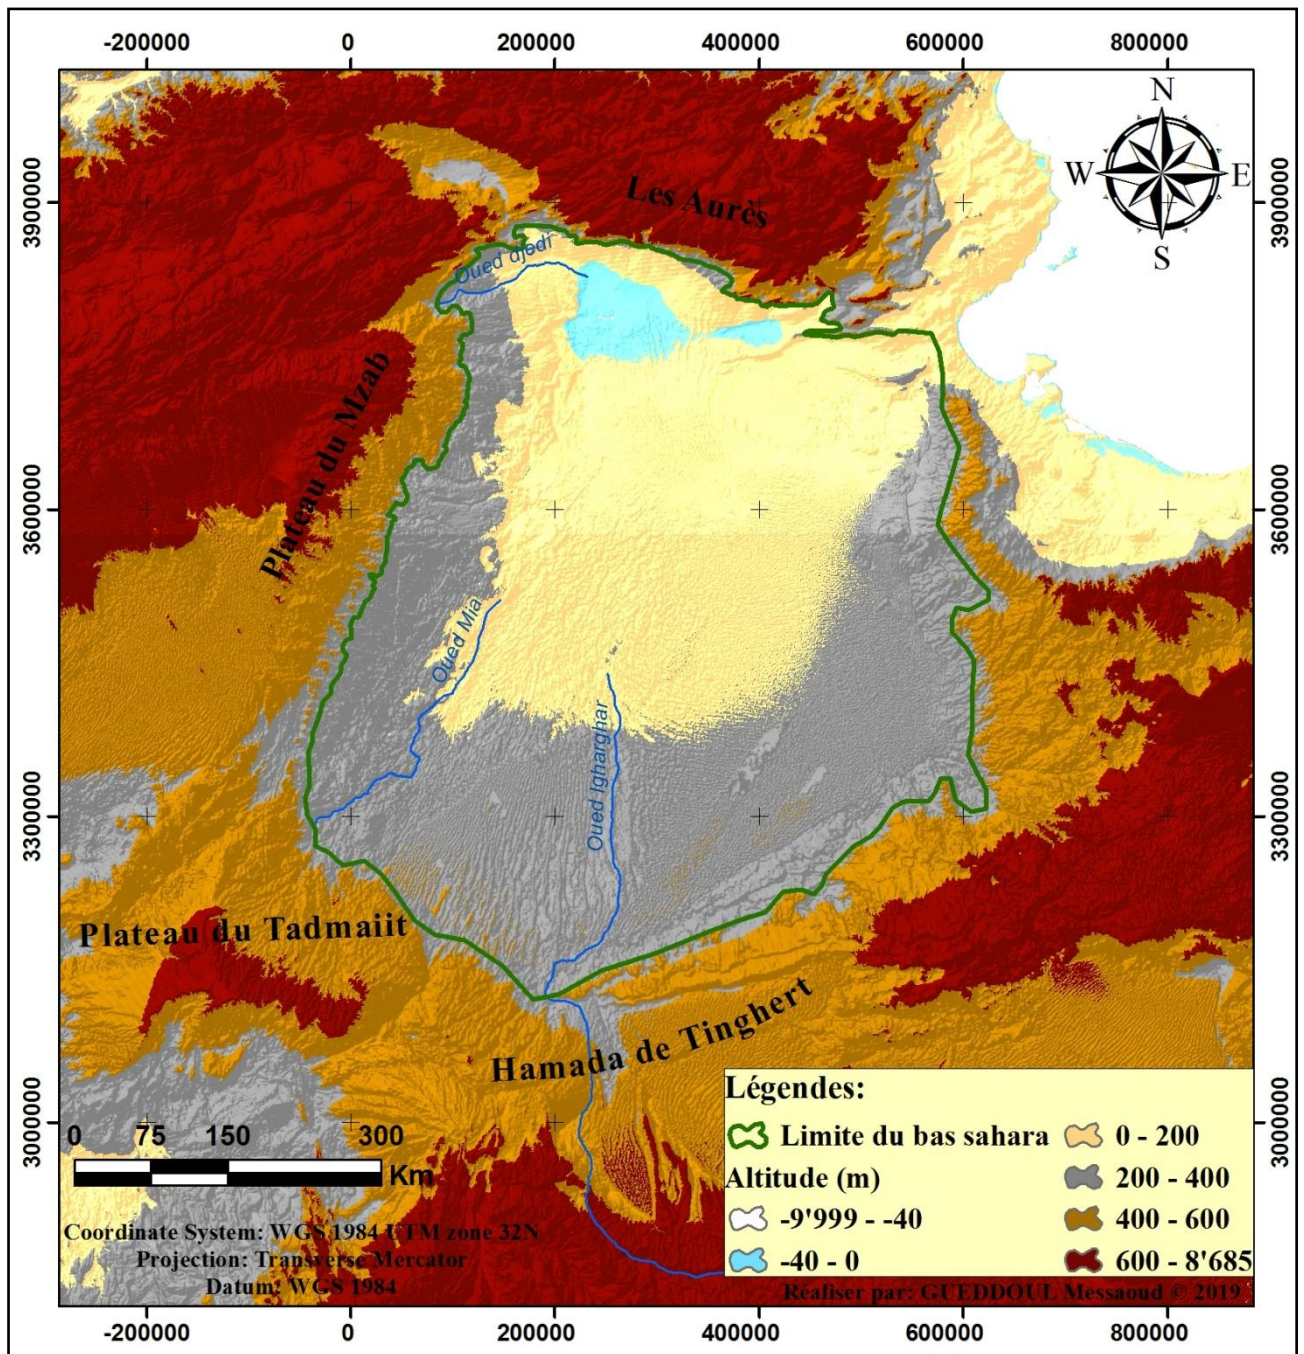 -200000 0 200000 400000 600000 800000
N
W E
S
3900000 3900000
Les Aurès
Oued djedi
Plateau du Mzab
3600000 3600000
Oued Mia
Oued Igharghar
3300000 3300000
Plateau du Tadmaiit
Hamada de Tinghert
3000000 3000000
Légendes:
Limite du bas sahara
Altitude (m)
-9'999 - -40
-40 - 0
0 - 200
200 - 400
400 - 600
600 - 8'685
0 75 150 300
Km
Coordinate System: WGS 1984 UTM zone 32N
Projection: Transverse Mercator
Datum: WGS 1984
Réaliser par: GUEDDOUL Messaoud © 2019
-200000 0 200000 400000 600000 800000